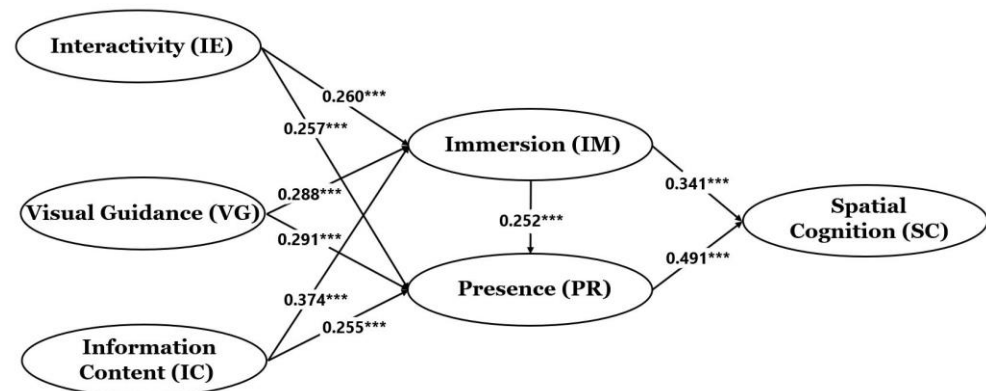 Interactivity (IE)
0.260***
0.257***
Immersion (IM)
0.288***
0.341***
Visual Guidance (VG)
0.252***
Spatial
Cognition (SC)
0.291***
0.491***
Presence (PR)
0.374***
0.255***
Information
Content (IC)